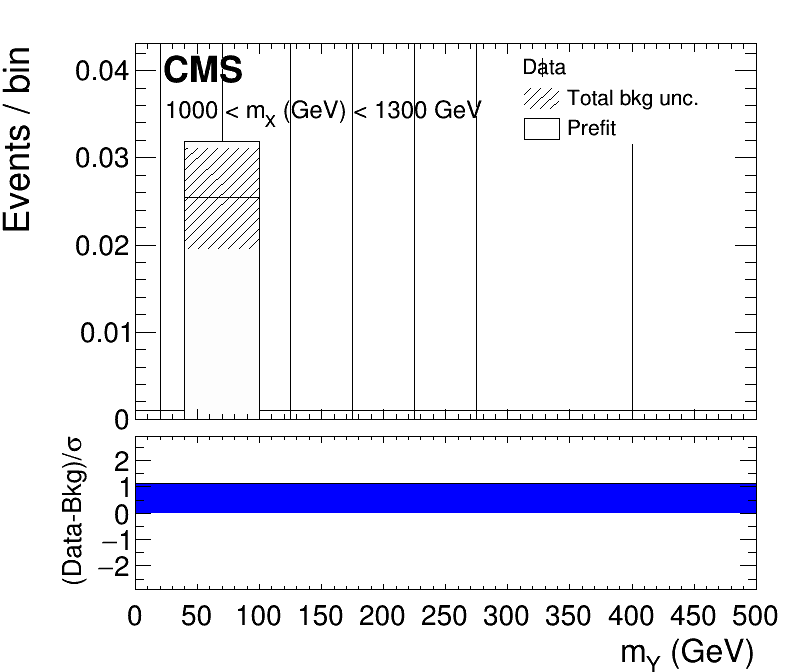 CMS
1000 < m_X (GeV) < 1300 GeV
Data
Total bkg unc.
Prefit
Events / bin
0.04
0.03
0.02
0.01
0
(Data-Bkg)/σ
2
1
0
−1
−2
0 50 100 150 200 250 300 350 400 450 500
m_Y (GeV)